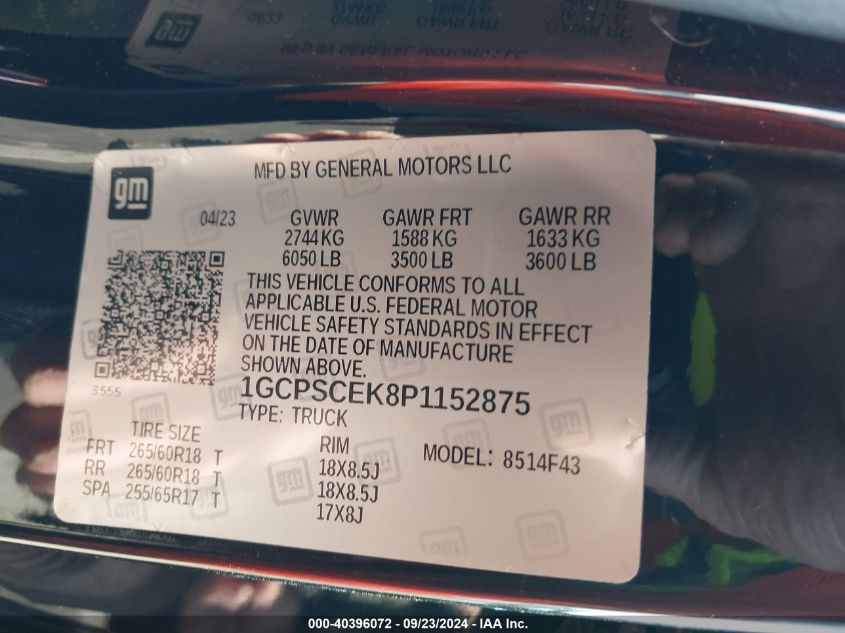 gm
MFD BY GENERAL MOTORS LLC
04/23 GVWR GAWR FRT GAWR RR
2744 KG 1588 KG 1633 KG
6050 LB 3500 LB 3600 LB
THIS VEHICLE CONFORMS TO ALL
APPLICABLE U.S. FEDERAL MOTOR
VEHICLE SAFETY STANDARDS IN EFFECT
ON THE DATE OF MANUFACTURE
SHOWN ABOVE.
8555
1GCPSCEK8P1152875
TYPE: TRUCK
TIRE SIZE RIM MODEL: 8514F43
FRT 265/60R18 T 18X8.5J
RR 265/60R18 T 18X8.5J
SPA 255/65R17 T 17X8J
000-40396072 - 09/23/2024 - IAA Inc.